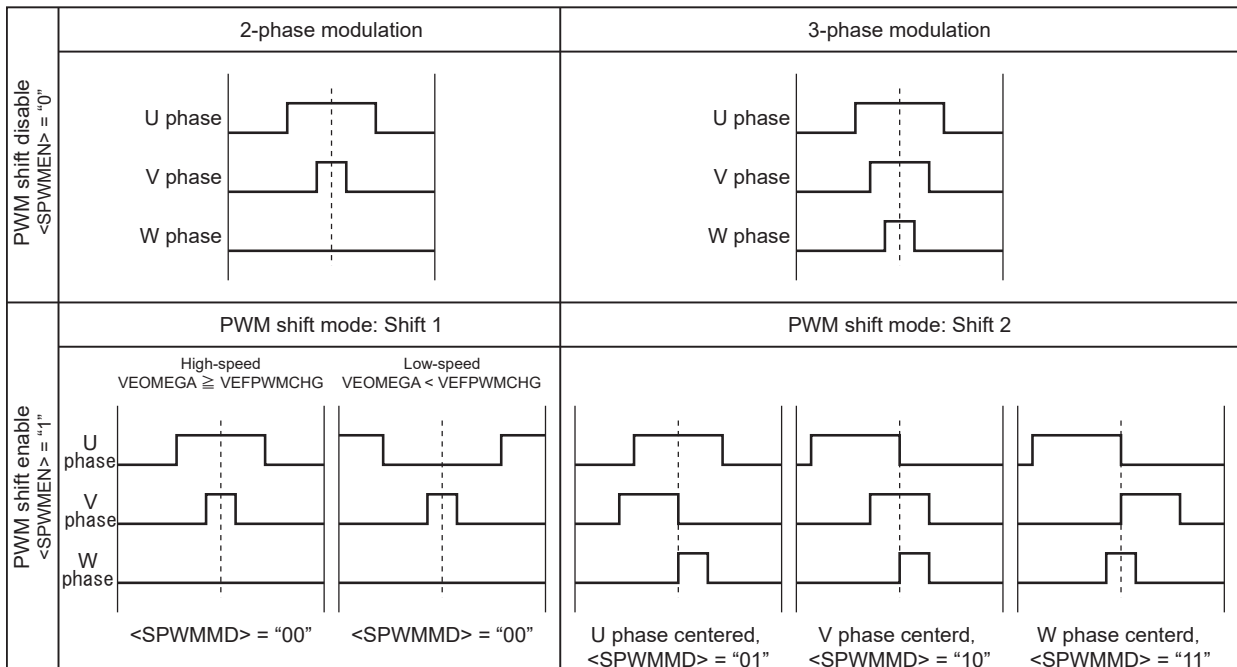 2-phase modulation
3-phase modulation
PWM shift disable
<SPWMEN> = “0”
U phase
V phase
W phase
U phase
V phase
W phase
PWM shift mode: Shift 1
PWM shift mode: Shift 2
PWM shift enable
<SPWMEN> = “1”
High-speed
VEOMEGA ≧ VEFPWMCHG
Low-speed
VEOMEGA < VEFPWMCHG
U
phase
V
phase
W
phase
<SPWMMD> = “00”
<SPWMMD> = “00”
U phase centered,
<SPWMMD> = “01”
V phase centerd,
<SPWMMD> = “10”
W phase centerd,
<SPWMMD> = “11”